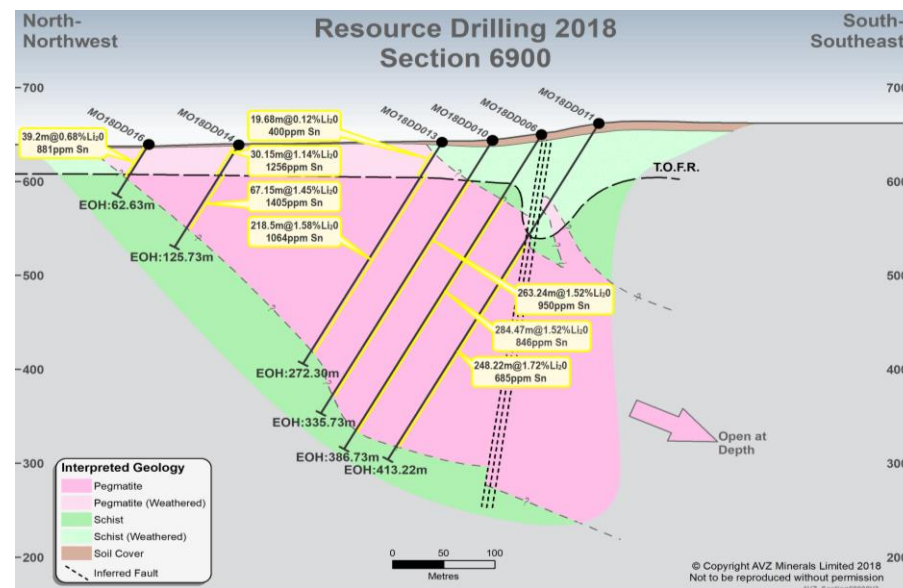 North-
Northwest
Resource Drilling 2018
Section 6900
South-
Southeast
700
700
600
600
500
500
400
400
300
300
200
200
MO18DD016
MO18DD014
MO18DD013
MO18DD010
MO18DD006
MO18DD011
39.2m@0.68%Li₂0
881ppm Sn
19.68m@0.12%Li₂0
400ppm Sn
30.15m@1.14%Li₂0
1256ppm Sn
67.15m@1.45%Li₂0
1405ppm Sn
218.5m@1.58%Li₂0
1064ppm Sn
263.24m@1.52%Li₂0
950ppm Sn
284.47m@1.52%Li₂0
846ppm Sn
248.22m@1.72%Li₂0
685ppm Sn
T.O.F.R.
EOH:62.63m
EOH:125.73m
EOH:272.30m
EOH:335.73m
EOH:386.73m
EOH:413.22m
Open at
Depth
Interpreted Geology
Pegmatite
Pegmatite (Weathered)
Schist
Schist (Weathered)
Soil Cover
Inferred Fault
0 50 100
Metres
© Copyright AVZ Minerals Limited 2018
Not to be reproduced without permission